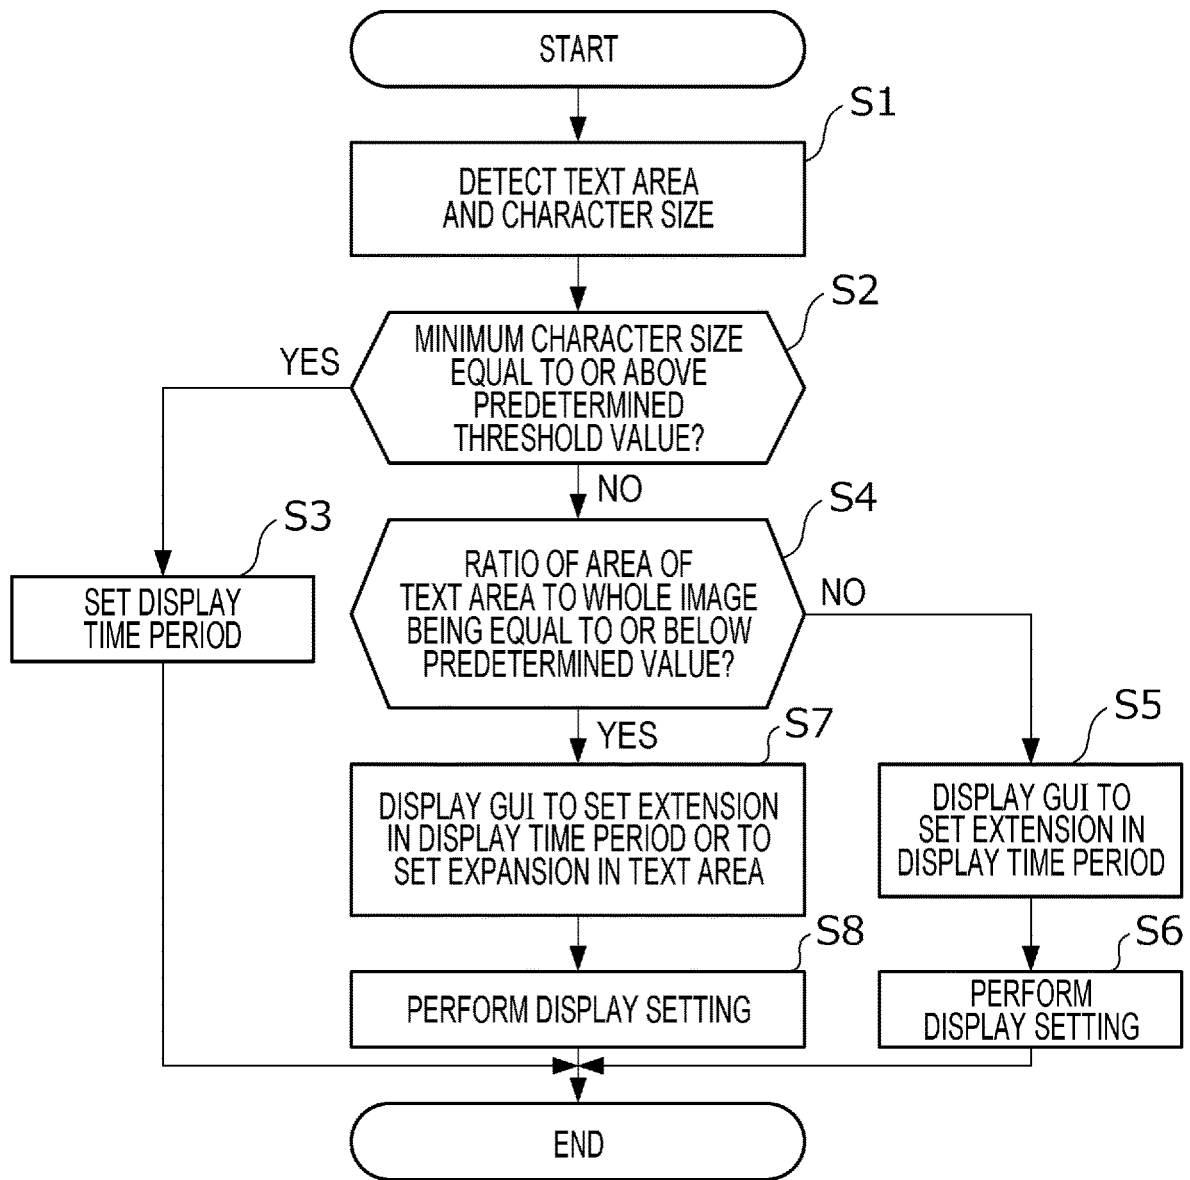 START
S1
DETECT TEXT AREA
AND CHARACTER SIZE
S2
MINIMUM CHARACTER SIZE
EQUAL TO OR ABOVE
PREDETERMINED
THRESHOLD VALUE?
YES
NO
S3
SET DISPLAY
TIME PERIOD
S4
RATIO OF AREA OF
TEXT AREA TO WHOLE IMAGE
BEING EQUAL TO OR BELOW
PREDETERMINED VALUE?
NO
YES
S7
DISPLAY GUI TO SET EXTENSION
IN DISPLAY TIME PERIOD OR TO
SET EXPANSION IN TEXT AREA
S5
DISPLAY GUI TO
SET EXTENSION IN
DISPLAY TIME PERIOD
S8
PERFORM DISPLAY SETTING
S6
PERFORM
DISPLAY SETTING
END